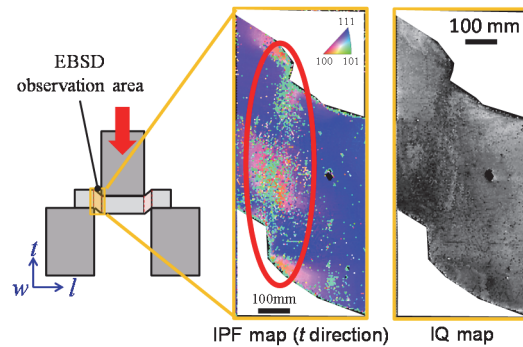 EBSD
observation area
t
w
l
111
100 101
100mm
IPF map (t direction)
100 mm
IQ map